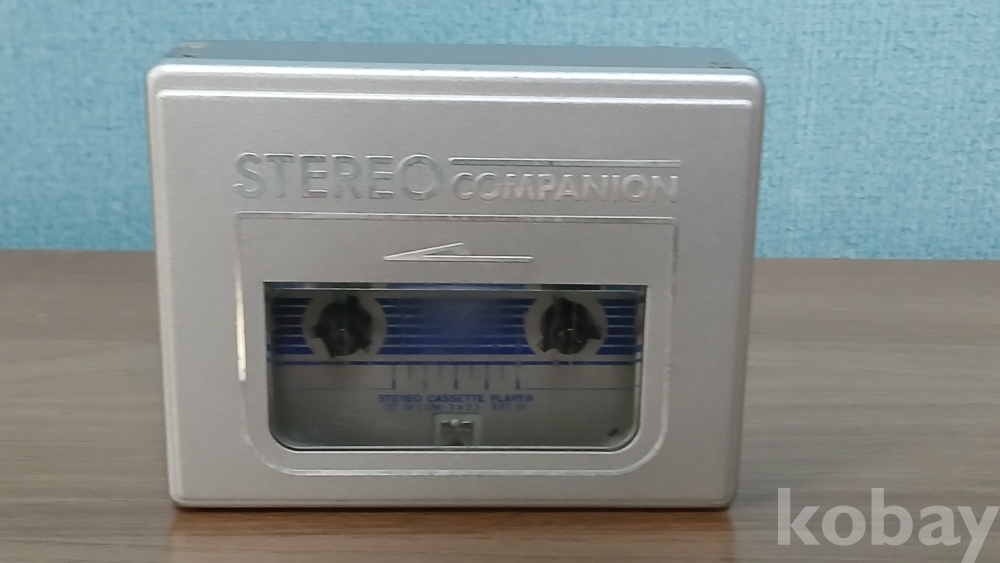 STEREO COMPANION
STEREO CASSETTE PLAYER
kobay